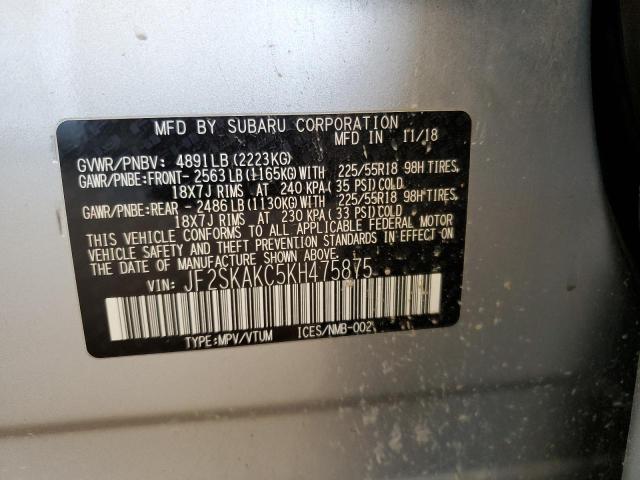 MFD BY SUBARU CORPORATION
MFD IN 11/18
GVWR/PNBV: 4891LB(2223KG)
GAWR/PNBE:FRONT- 2563LB(1165KG)WITH 225/55R18 98H TIRES,
18X7J RIMS AT 240 KPA(35 PSI)COLD
GAWR/PNBE:REAR - 2486LB(1130KG)WITH 225/55R18 98H TIRES,
18X7J RIMS AT 230 KPA(33 PSI)COLD
THIS VEHICLE CONFORMS TO ALL APPLICABLE FEDERAL MOTOR
VEHICLE SAFETY AND THEFT PREVENTION STANDARDS IN EFFECT ON
THE DATE OF MANUFACTURE SHOWN ABOVE.
VIN: JF2SKAKC5KH475875
TYPE:MPV/VTUM ICES/NMB-002